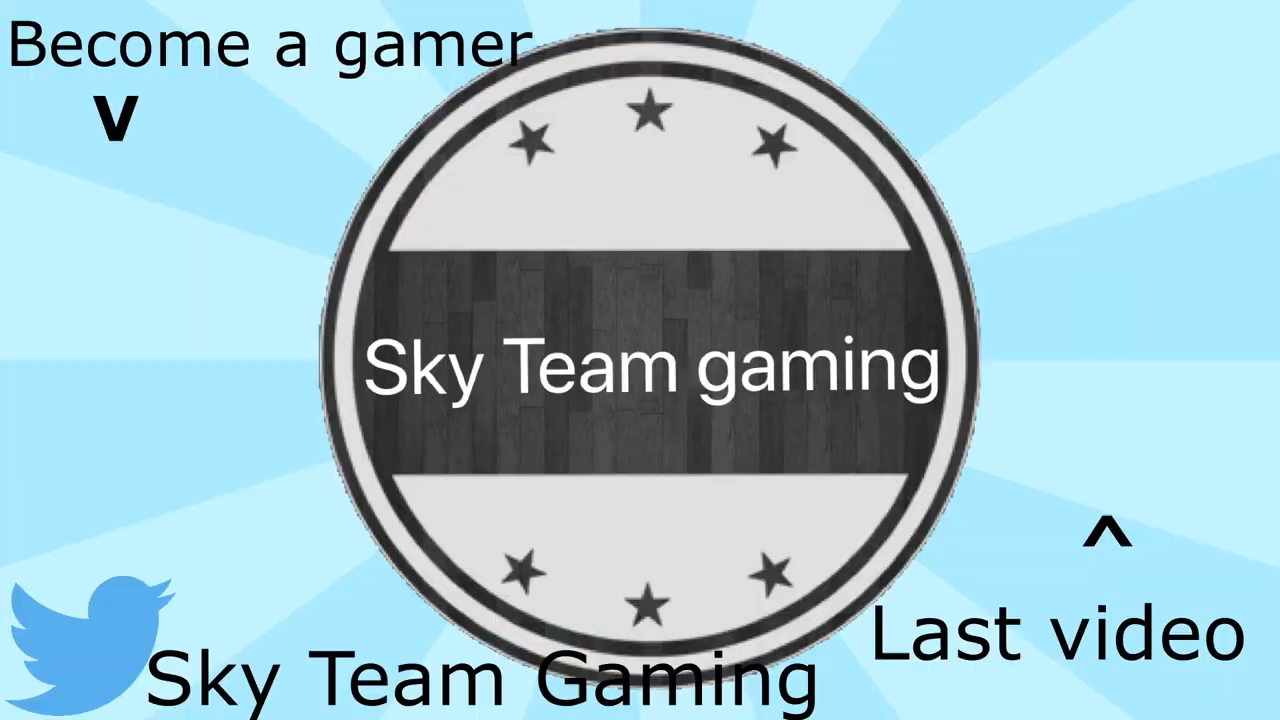 Become a gamer
v
Sky Team gaming
^
Last video
Sky Team Gaming